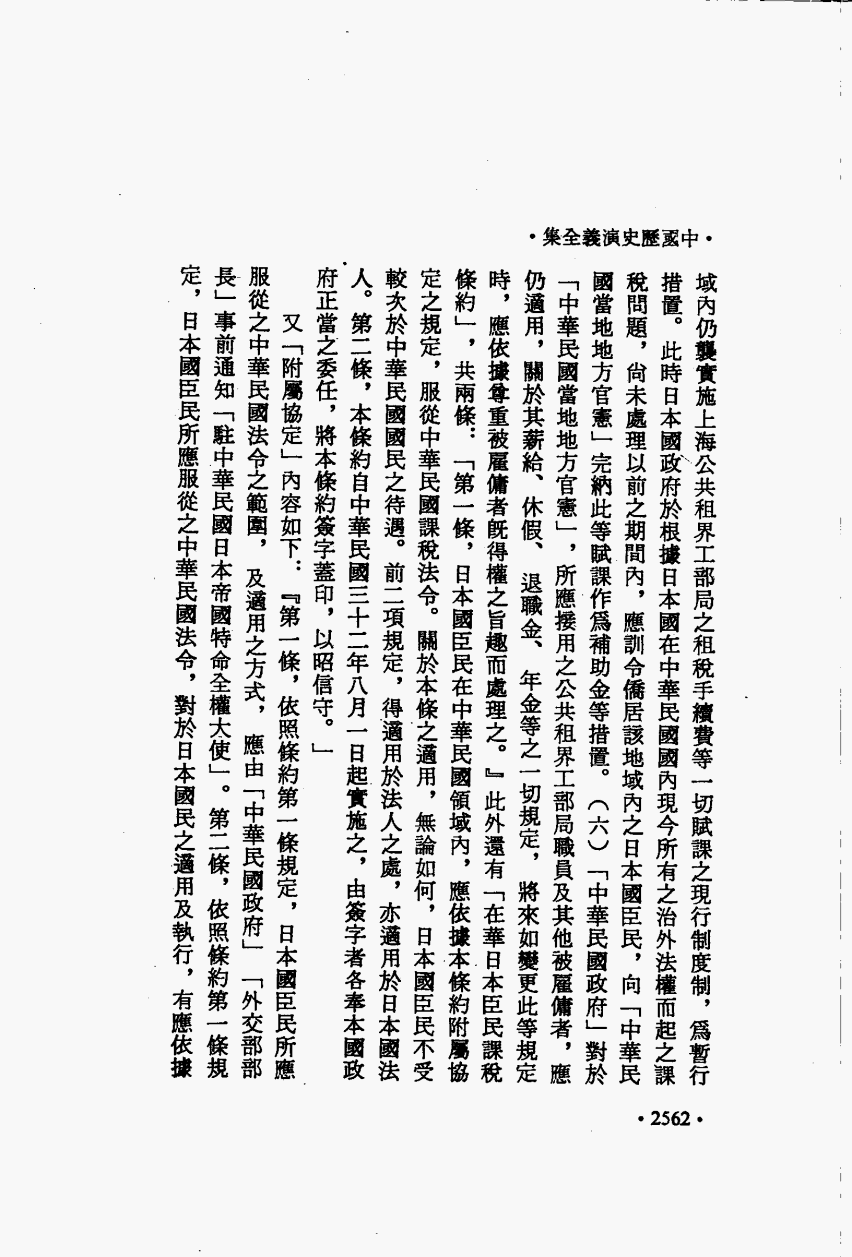 •中國歷史演義全集•
域內仍襲實施上海公共租界工部局之租稅手續費等一切賦課之現行制度制，爲暫行
措置。此時日本國政府於根據日本國在中華民國國內現今所有之治外法權而起之課
稅問題，尙未處理以前之期間內，應訓令僑居該地域內之日本國臣民，向「中華民
國當地地方官憲」完納此等賦課作爲補助金等措置。（六）「中華民國政府」對於
「中華民國當地地方官憲」，所應接用之公共租界工部局職員及其他被雇傭者，應
仍適用，關於其薪給、休假、退職金、年金等之一切規定，將來如變更此等規定
時，應依據尊重被雇傭者旣得權之旨趣而處理之。』此外還有「在華日本臣民課稅
條約」，共兩條：「第一條，日本國臣民在中華民國領域內，應依據本條約附屬協
定之規定，服從中華民國課稅法令。關於本條之適用，無論如何，日本國臣民不受
較次於中華民國國民之待遇。前二項規定，得適用於法人之處，亦適用於日本國法
人。第二條，本條約自中華民國三十二年八月一日起實施之，由簽字者各奉本國政
府正當之委任，將本條約簽字蓋印，以昭信守。」
又「附屬協定」內容如下：『第一條，依照條約第一條規定，日本國臣民所應
服從之中華民國法令之範圍，及適用之方式，應由「中華民國政府」「外交部部
長」事前通知「駐中華民國日本帝國特命全權大使」。第二條，依照條約第一條規
定，日本國臣民所應服從之中華民國法令，對於日本國民之適用及執行，有應依據
•2562•